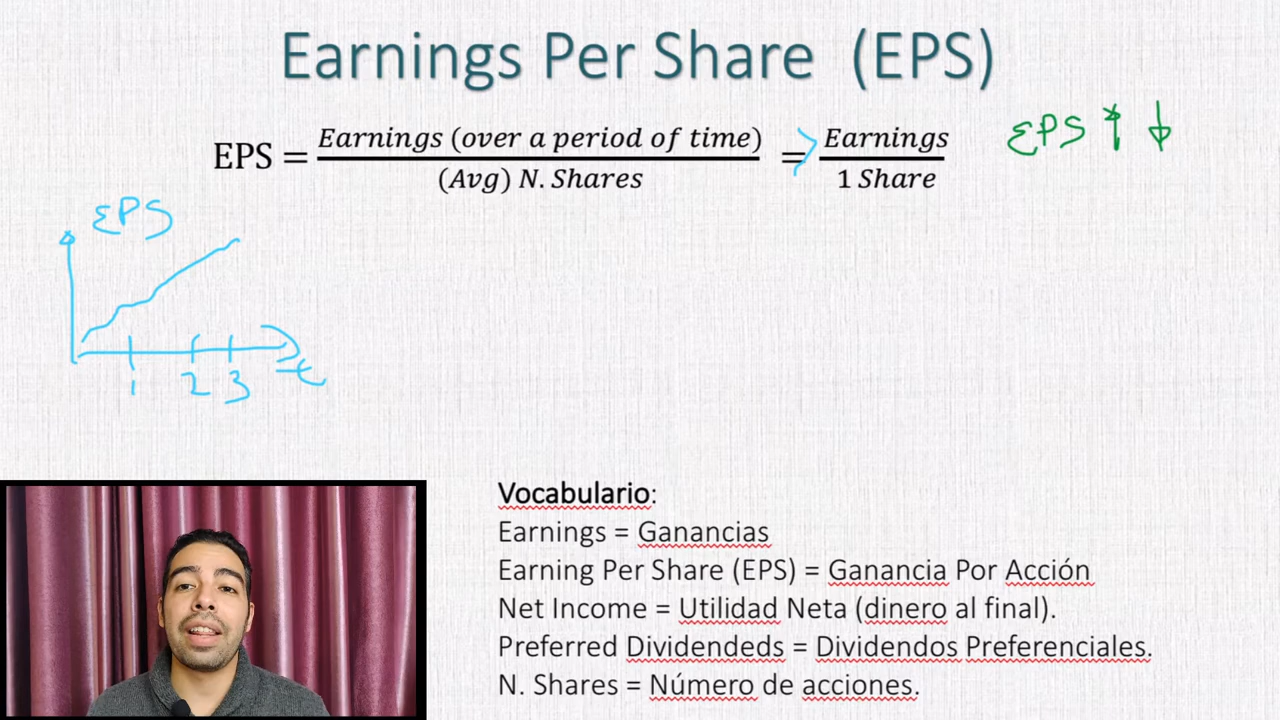 Earnings Per Share (EPS)
EPS = Earnings (over a period of time) / (Avg) N. Shares = Earnings / 1 Share
EPS
EPS
1 2 3 t
Vocabulario:
Earnings = Ganancias
Earning Per Share (EPS) = Ganancia Por Acción
Net Income = Utilidad Neta (dinero al final).
Preferred Dividendeds = Dividendos Preferenciales.
N. Shares = Número de acciones.